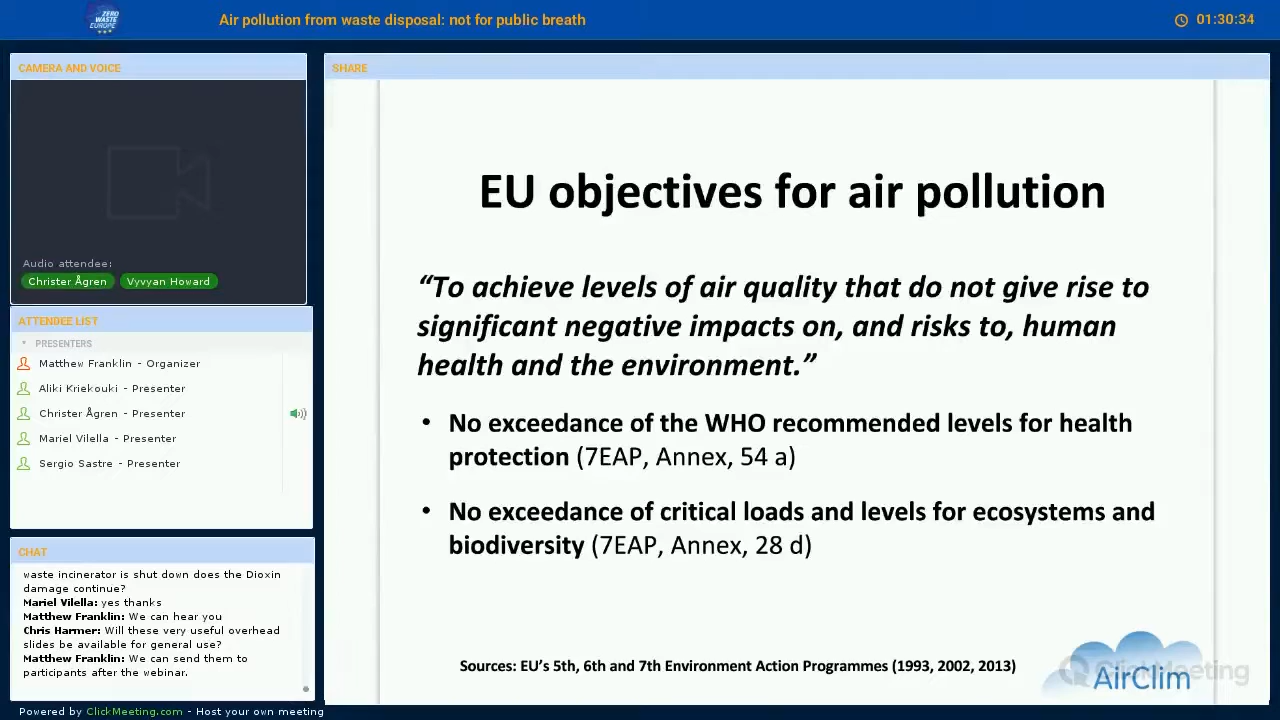 ZERO WASTE EUROPE
Air pollution from waste disposal: not for public breath
01:30:34
CAMERA AND VOICE
Audio attendee:
Christer Ågren
Vyvyan Howard
ATTENDEE LIST
PRESENTERS
Matthew Franklin - Organizer
Aliki Kriekouki - Presenter
Christer Ågren - Presenter
Mariel Vilella - Presenter
Sergio Sastre - Presenter
CHAT
waste incinerator is shut down does the Dioxin
damage continue?
Mariel Vilella: yes thanks
Matthew Franklin: We can hear you
Chris Harmer: Will these very useful overhead
slides be available for general use?
Matthew Franklin: We can send them to
participants after the webinar.
Powered by ClickMeeting.com - Host your own meeting
SHARE
EU objectives for air pollution
“To achieve levels of air quality that do not give rise to
significant negative impacts on, and risks to, human
health and the environment.”
• No exceedance of the WHO recommended levels for health
protection (7EAP, Annex, 54 a)
• No exceedance of critical loads and levels for ecosystems and
biodiversity (7EAP, Annex, 28 d)
Sources: EU’s 5th, 6th and 7th Environment Action Programmes (1993, 2002, 2013)
AirClim
ClickMeeting